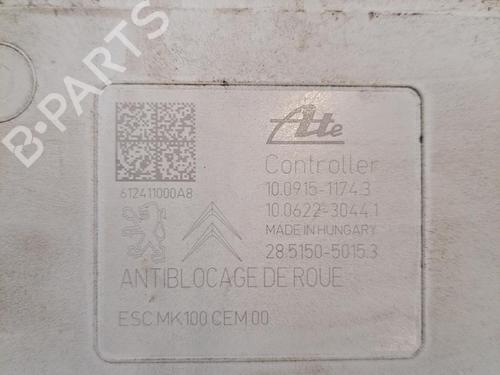 B-PARTS
Ate
Controller
10.0915-1174.3
10.0622-3044.1
MADE IN HUNGARY
28.5150-5015.3
612411000A8
ANTIBLOCAGE DE ROUE
ESC MK100 CEM 00